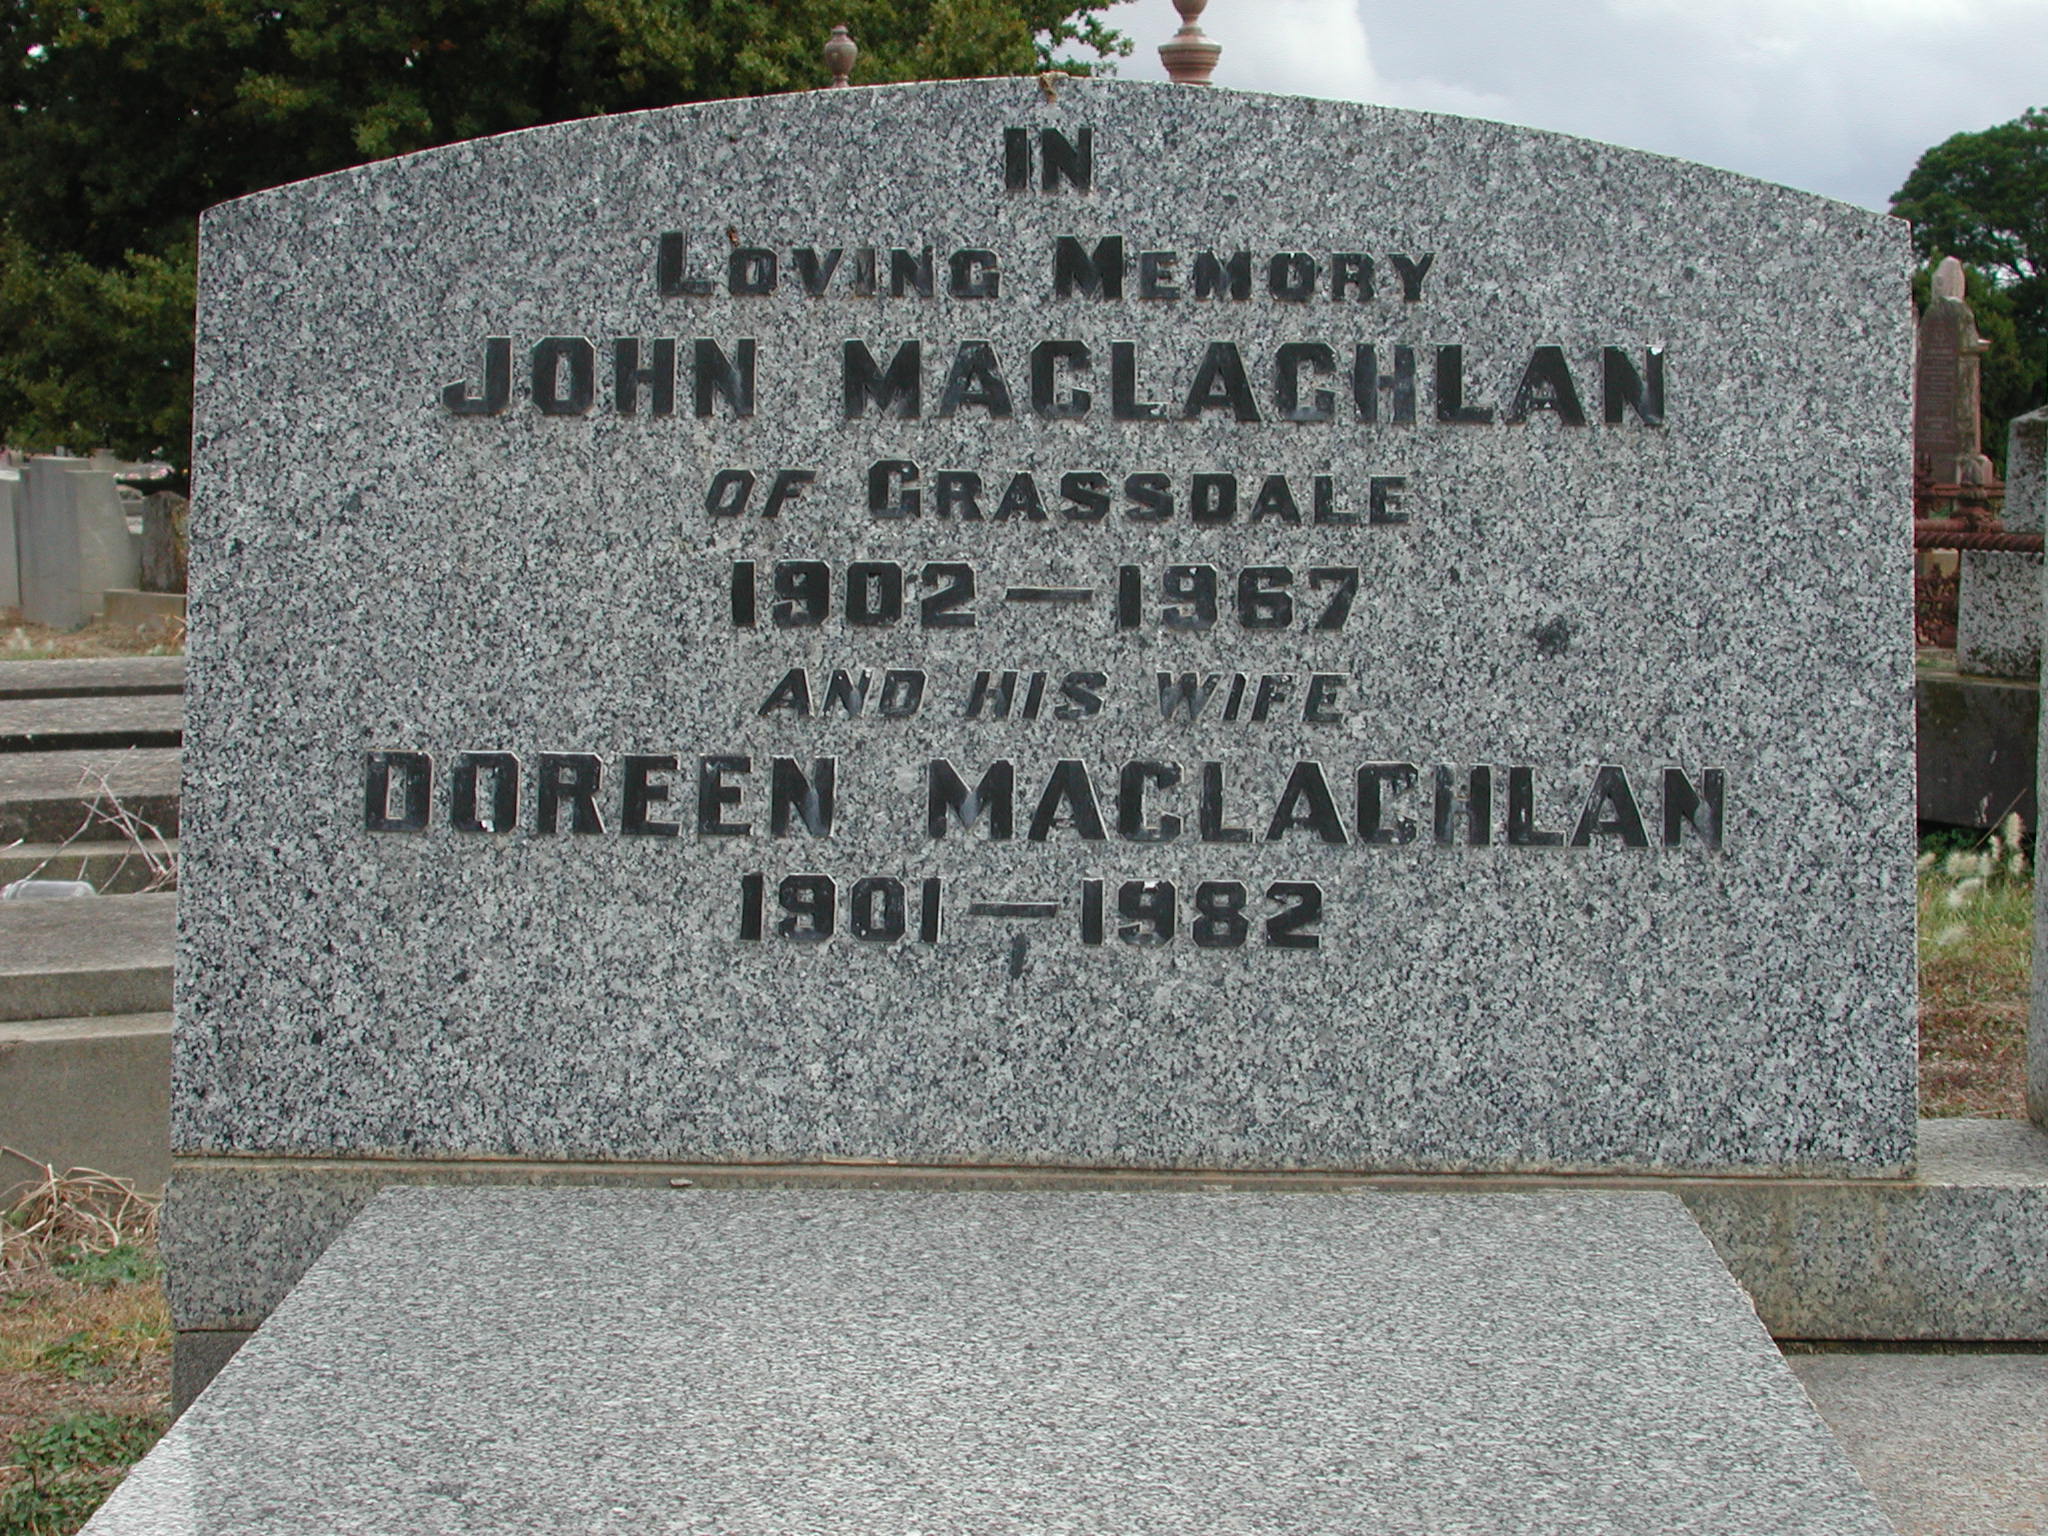 IN
LOVING MEMORY
JOHN MACLACHLAN
OF GRASSDALE
1902 — 1967
AND HIS WIFE
DOREEN MACLACHLAN
1901 — 1982